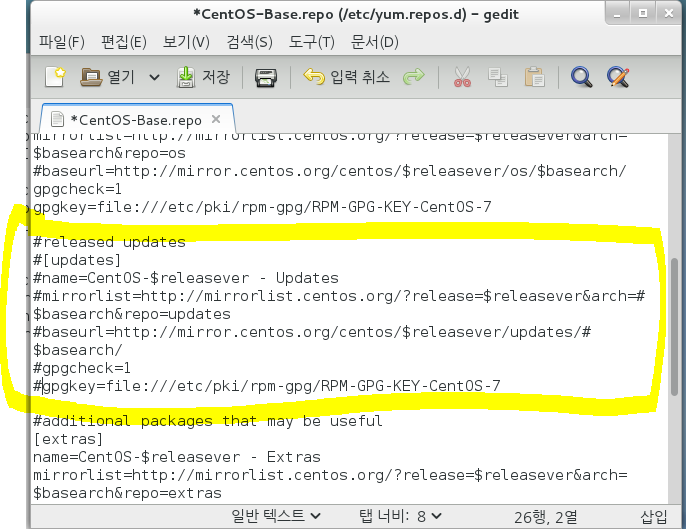 *CentOS-Base.repo (/etc/yum.repos.d) - gedit
파일(F) 편집(E) 보기(V) 검색(S) 도구(T) 문서(D)
열기 저장 입력 취소
*CentOS-Base.repo
mirrorlist=http://mirrorlist.centos.org/?release=$releasever&arch=
$basearch&repo=os
#baseurl=http://mirror.centos.org/centos/$releasever/os/$basearch/
gpgcheck=1
gpgkey=file:///etc/pki/rpm-gpg/RPM-GPG-KEY-CentOS-7
#released updates
#[updates]
#name=CentOS-$releasever - Updates
#mirrorlist=http://mirrorlist.centos.org/?release=$releasever&arch=#
$basearch&repo=updates
#baseurl=http://mirror.centos.org/centos/$releasever/updates/#
$basearch/
#gpgcheck=1
#gpgkey=file:///etc/pki/rpm-gpg/RPM-GPG-KEY-CentOS-7
#additional packages that may be useful
[extras]
name=CentOS-$releasever - Extras
mirrorlist=http://mirrorlist.centos.org/?release=$releasever&arch=
$basearch&repo=extras
일반 텍스트 탭 너비: 8 26행, 2열 삽입